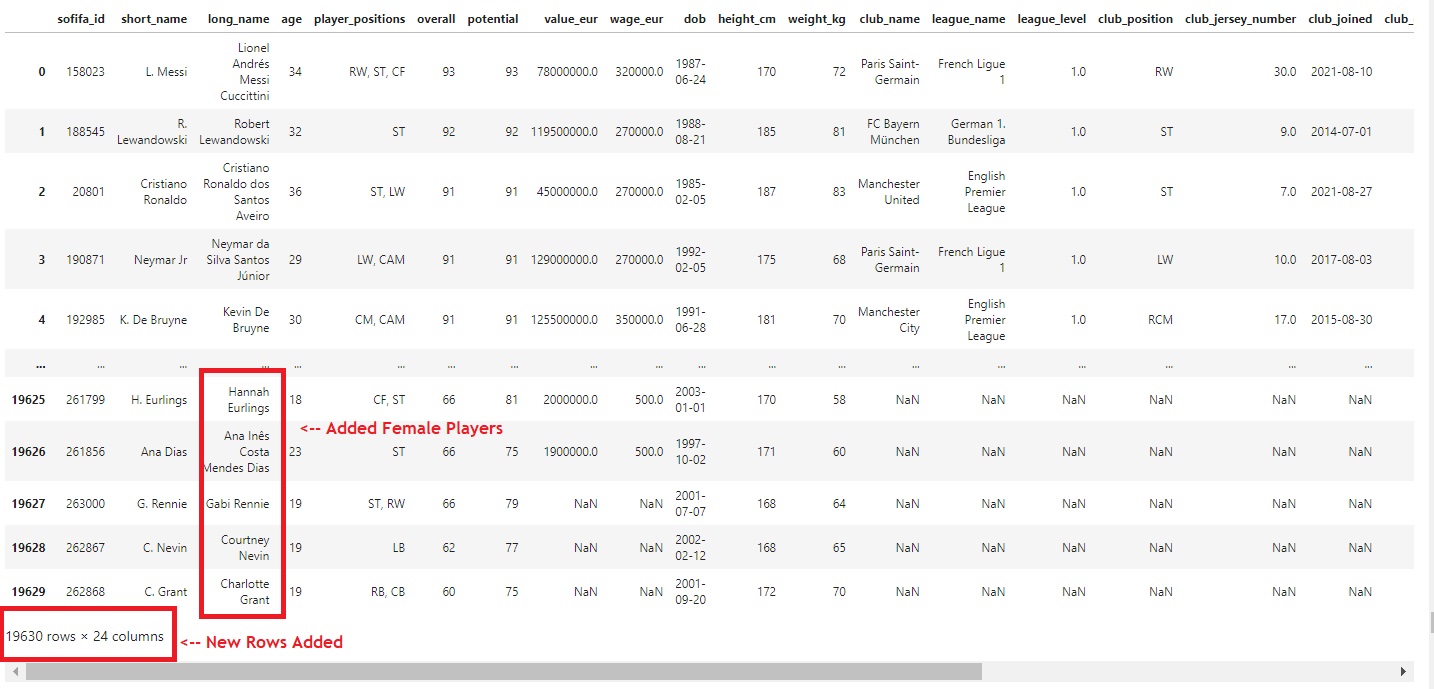 sofifa_id short_name long_name age player_positions overall potential value_eur wage_eur dob height_cm weight_kg club_name league_name league_level club_position club_jersey_number club_joined club_
0 158023 L. Messi Lionel Andrés Messi Cuccittini 34 RW, ST, CF 93 93 78000000.0 320000.0 1987-06-24 170 72 Paris Saint-Germain French Ligue 1 1.0 RW 30.0 2021-08-10
1 188545 R. Lewandowski Robert Lewandowski 32 ST 92 92 119500000.0 270000.0 1988-08-21 185 81 FC Bayern München German 1. Bundesliga 1.0 ST 9.0 2014-07-01
2 20801 Cristiano Ronaldo Cristiano Ronaldo dos Santos Aveiro 36 ST, LW 91 91 45000000.0 270000.0 1985-02-05 187 83 Manchester United English Premier League 1.0 ST 7.0 2021-08-27
3 190871 Neymar Jr Neymar da Silva Santos Júnior 29 LW, CAM 91 91 129000000.0 270000.0 1992-02-05 175 68 Paris Saint-Germain French Ligue 1 1.0 LW 10.0 2017-08-03
4 192985 K. De Bruyne Kevin De Bruyne 30 CM, CAM 91 91 125500000.0 350000.0 1991-06-28 181 70 Manchester City English Premier League 1.0 RCM 17.0 2015-08-30
... ... ... ... ... ... ... ... ... ... ... ... ... ... ... ... ... ... ...
19625 261799 H. Eurlings Hannah Eurlings 18 CF, ST 66 81 2000000.0 500.0 2003-01-01 170 58 NaN NaN NaN NaN NaN NaN
<-- Added Female Players
19626 261856 Ana Dias Ana Inês Costa Mendes Dias 23 ST 66 75 1900000.0 500.0 1997-10-02 171 60 NaN NaN NaN NaN NaN NaN
19627 263000 G. Rennie Gabi Rennie 19 ST, RW 66 79 NaN NaN 2001-07-07 168 64 NaN NaN NaN NaN NaN NaN
19628 262867 C. Nevin Courtney Nevin 19 LB 62 77 NaN NaN 2002-02-12 168 65 NaN NaN NaN NaN NaN NaN
19629 262868 C. Grant Charlotte Grant 19 RB, CB 60 75 NaN NaN 2001-09-20 172 70 NaN NaN NaN NaN NaN NaN
19630 rows × 24 columns
<-- New Rows Added